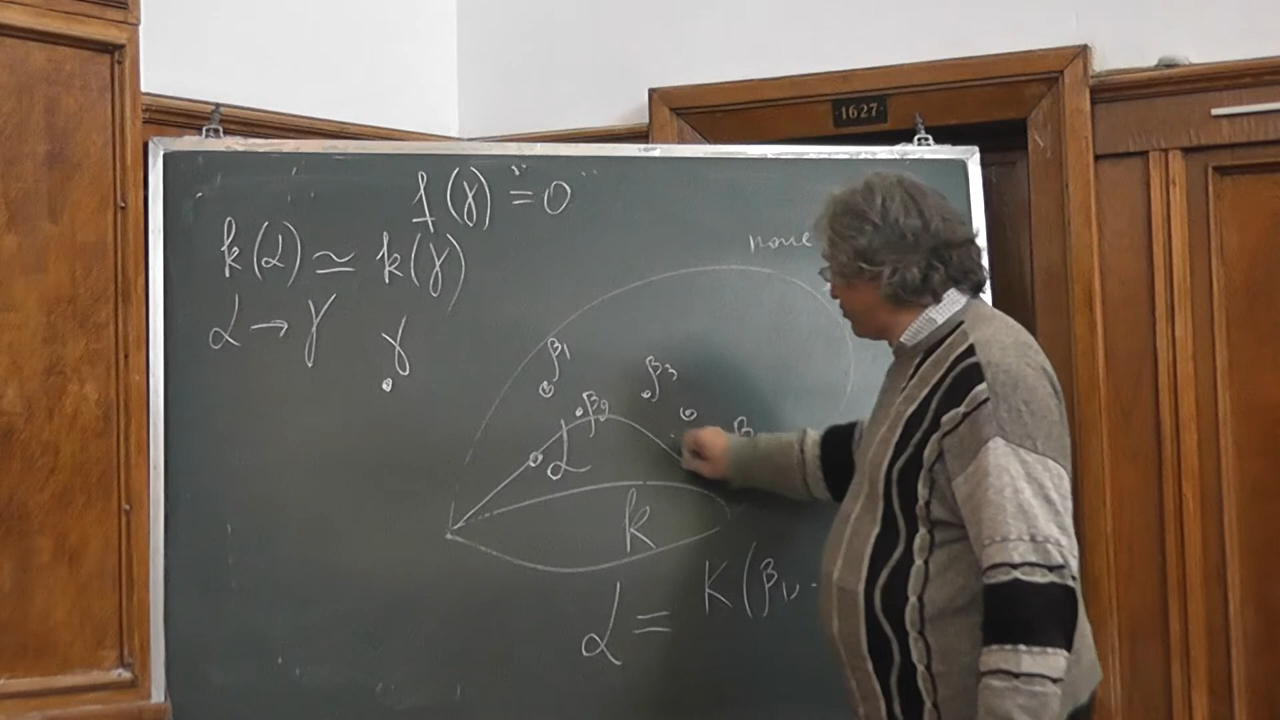 1627
f(γ) "=" 0
k(α) ≃ k(γ)
поле
α → γ
γ
β₁
β₃
β₂
α
β
k
K(β₁, .
α =